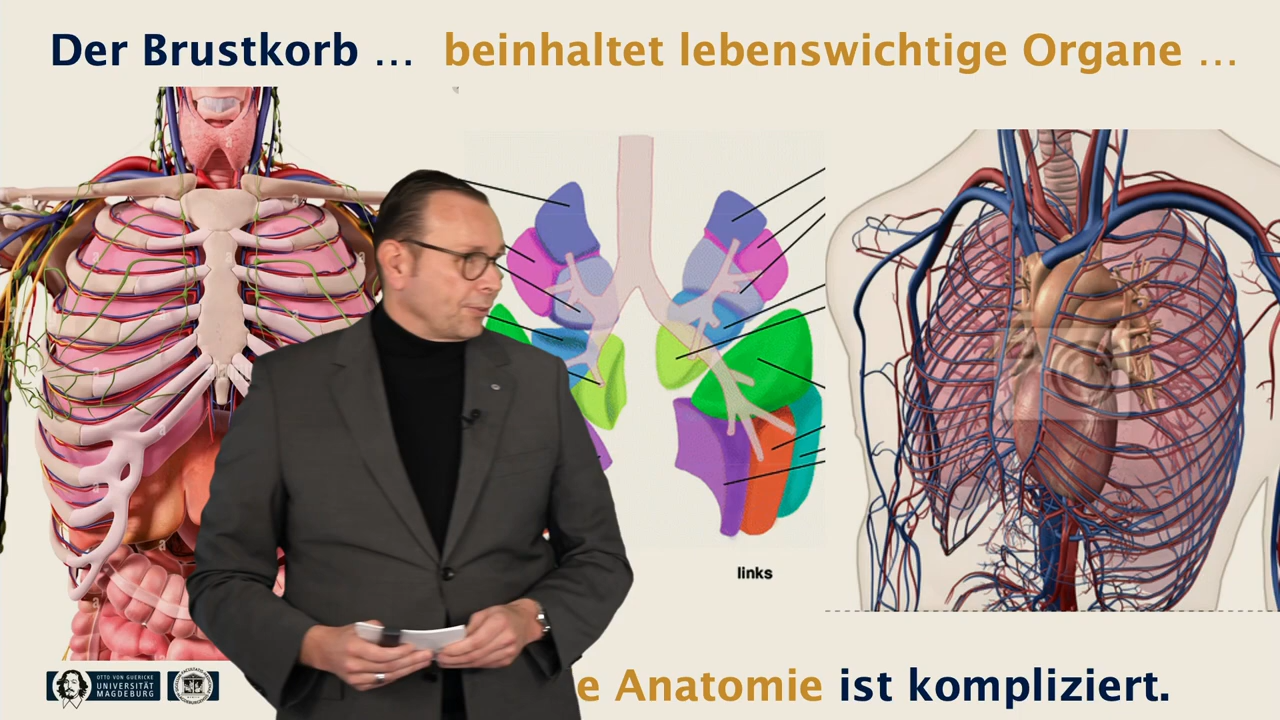 Der Brustkorb … beinhaltet lebenswichtige Organe …
links
OTTO VON GUERICKE
UNIVERSITÄT
MAGDEBURG
e Anatomie ist kompliziert.